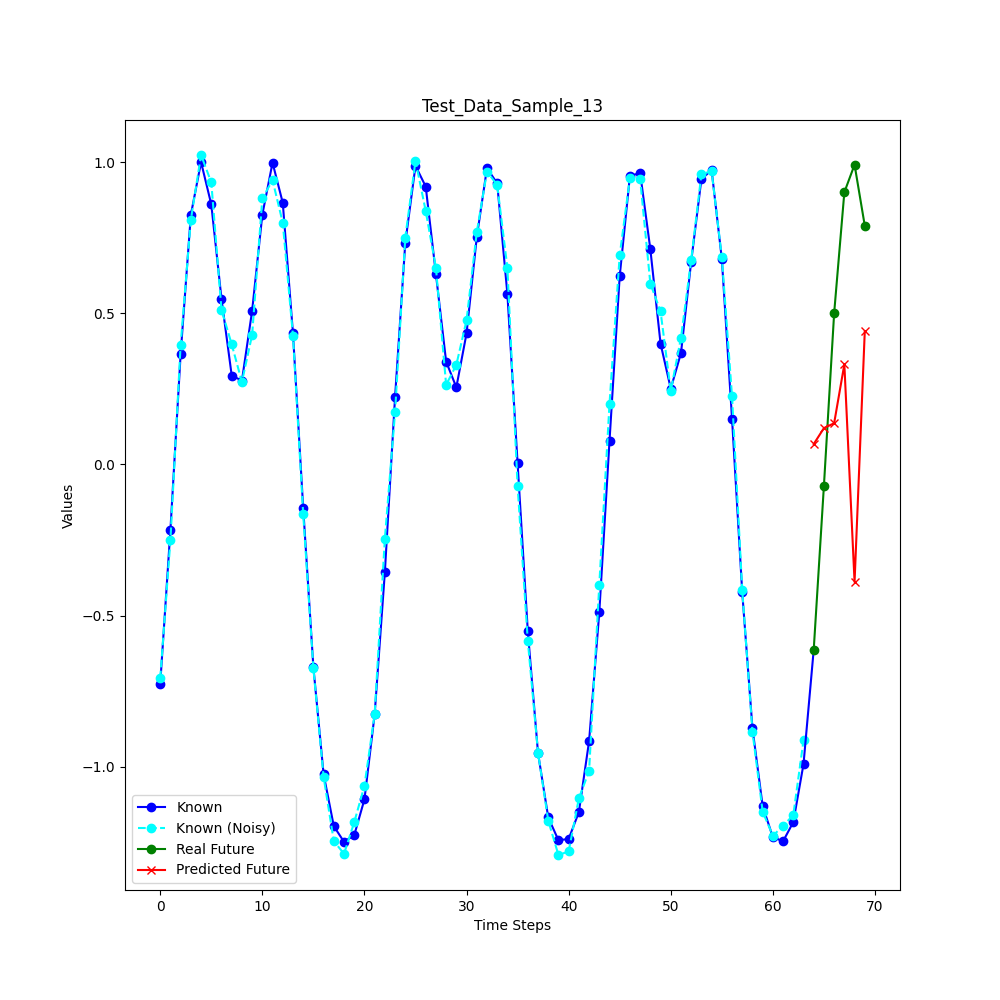 Test_Data_Sample_13
1.0
0.5
0.0
−0.5
−1.0
Values
Known
Known (Noisy)
Real Future
Predicted Future
0 10 20 30 40 50 60 70
Time Steps